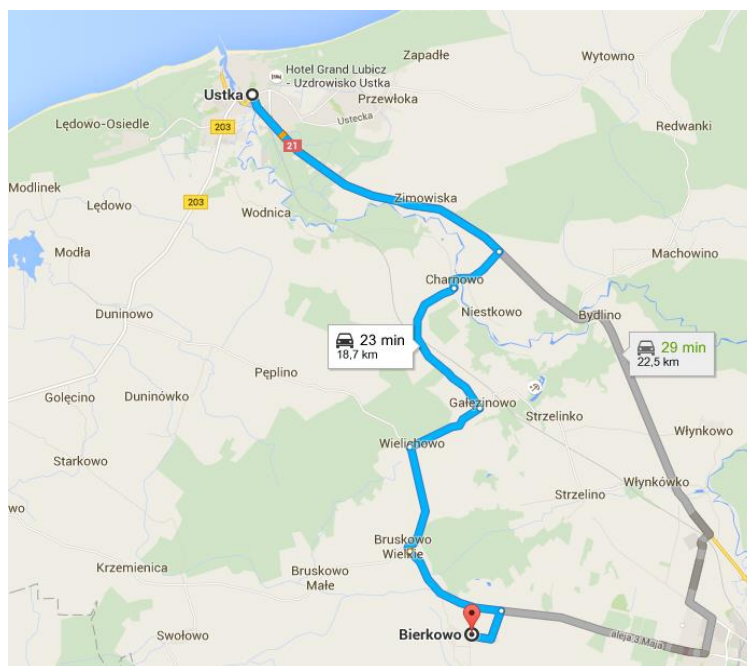 Zapadłe
Wytowno
Hotel Grand Lubicz
- Uzdrowisko Ustka
Ustka
Przewłoka
Ustecka
Lędowo-Osiedle
203
21
Redwanki
Modlinek
Lędowo
203
Wodnica
Zimowiska
Modła
Machowino
Charnowo
Niestkowo
Duninowo
Bydlino
23 min
18,7 km
29 min
22,5 km
Pęplino
Golęcino
Duninówko
Gałęzinowo
Strzelinko
Włynkowo
Wielichowo
Starkowo
Włynkówko
Strzelino
wo
Bruskowo
Wielkie
Krzemienica
Bruskowo
Małe
Swołowo
Bierkowo
aleja 3 Maja